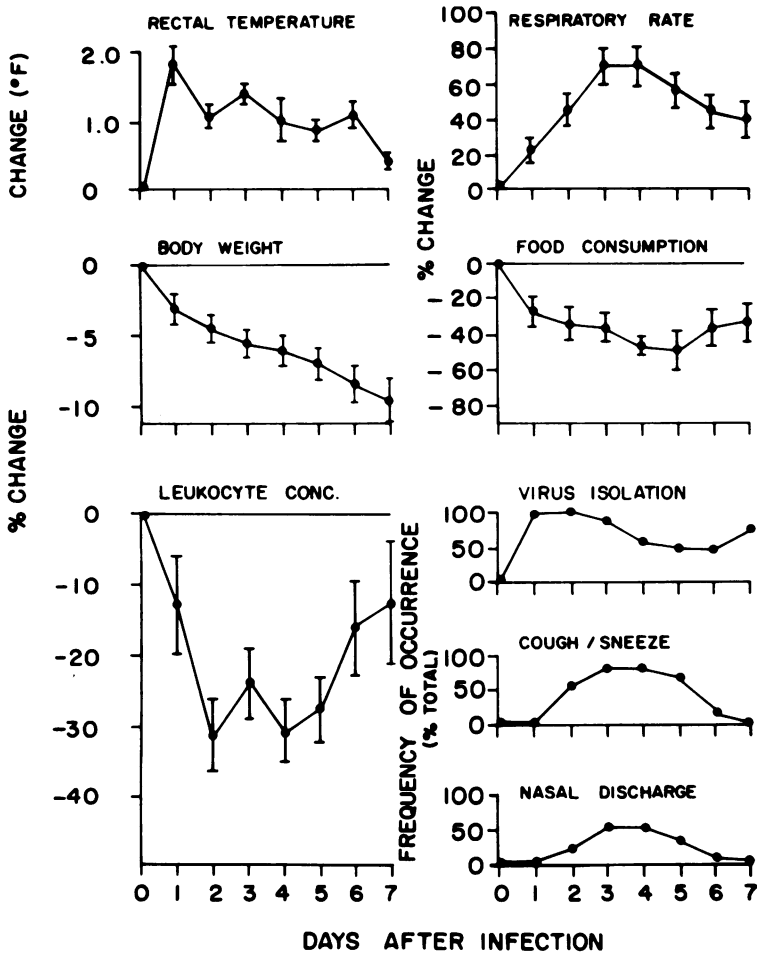 RECTAL TEMPERATURE
CHANGE (°F)
2.0
1.0
0
RESPIRATORY RATE
% CHANGE
100
80
60
40
20
0
BODY WEIGHT
% CHANGE
0
-5
-10
FOOD CONSUMPTION
0
-20
-40
-60
-80
LEUKOCYTE CONC.
0
-10
-20
-30
-40
0 1 2 3 4 5 6 7
FREQUENCY OF OCCURRENCE
(% TOTAL)
VIRUS ISOLATION
100
50
0
COUGH / SNEEZE
100
50
0
NASAL DISCHARGE
100
50
0
0 1 2 3 4 5 6 7
DAYS AFTER INFECTION